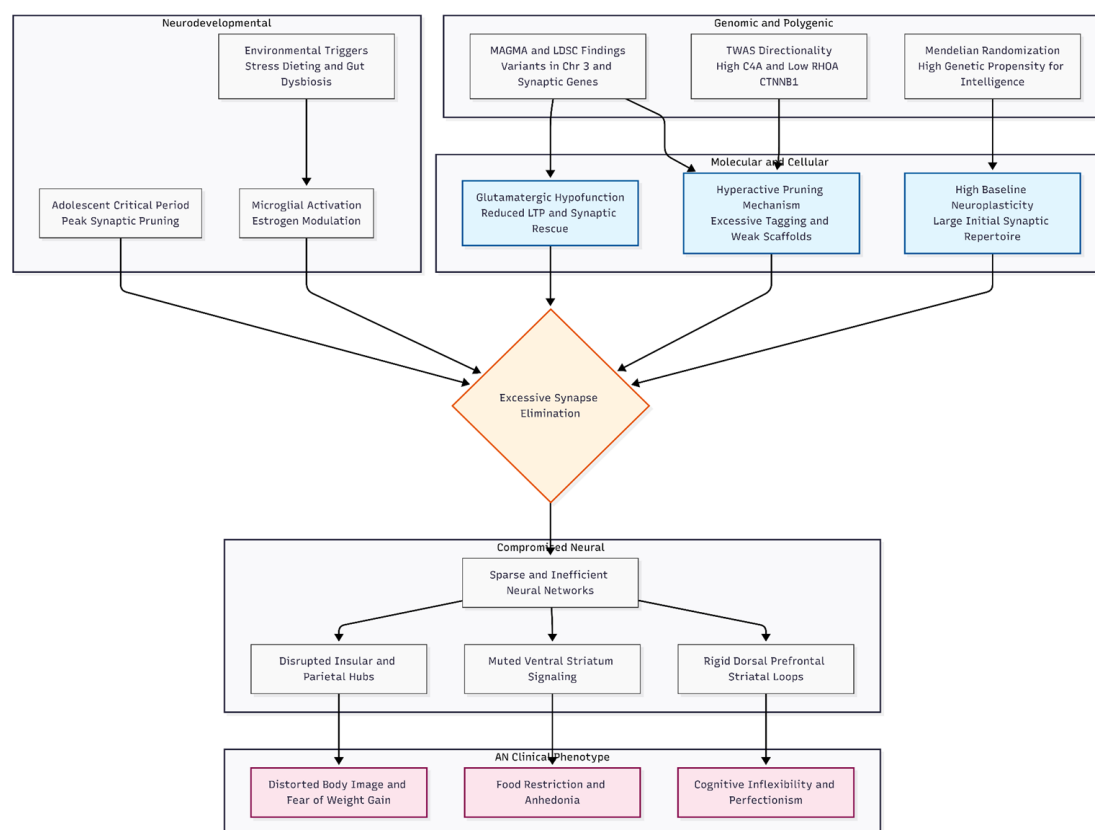 Neurodevelopmental
Environmental Triggers
Stress Dieting and Gut
Dysbiosis
Adolescent Critical Period
Peak Synaptic Pruning
Microglial Activation
Estrogen Modulation
Genomic and Polygenic
MAGMA and LDSC Findings
Variants in Chr 3 and
Synaptic Genes
TWAS Directionality
High C4A and Low RHOA
CTNNB1
Mendelian Randomization
High Genetic Propensity for
Intelligence
Molecular and Cellular
Glutamatergic Hypofunction
Reduced LTP and Synaptic
Rescue
Hyperactive Pruning
Mechanism
Excessive Tagging and
Weak Scaffolds
High Baseline
Neuroplasticity
Large Initial Synaptic
Repertoire
Excessive Synapse
Elimination
Compromised Neural
Sparse and Inefficient
Neural Networks
Disrupted Insular and
Parietal Hubs
Muted Ventral Striatum
Signaling
Rigid Dorsal Prefrontal
Striatal Loops
AN Clinical Phenotype
Distorted Body Image and
Fear of Weight Gain
Food Restriction and
Anhedonia
Cognitive Inflexibility and
Perfectionism